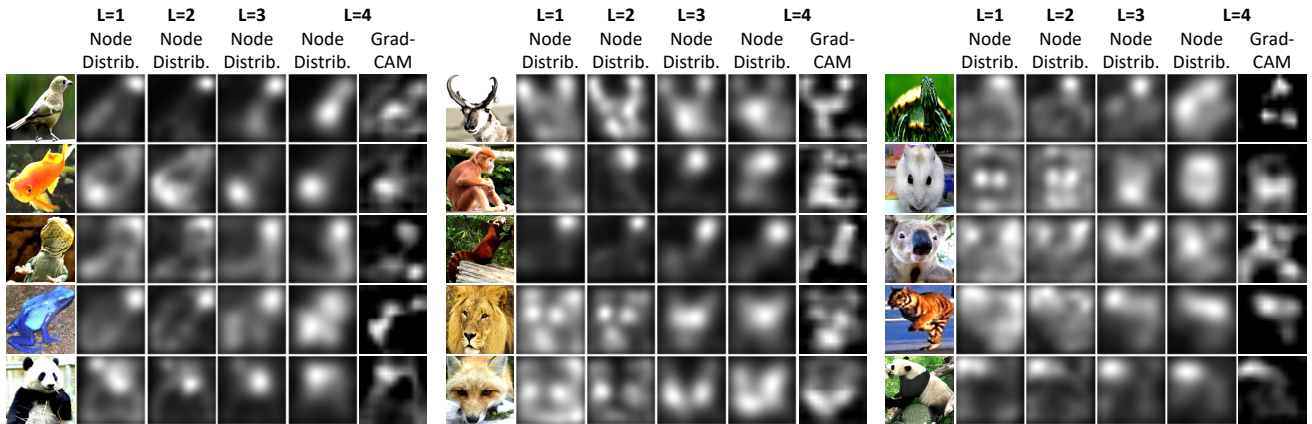 L=1 L=2 L=3 L=4 L=1 L=2 L=3 L=4 L=1 L=2 L=3 L=4
Node Node Node Node Grad- Node Node Node Node Grad- Node Node Node Node Grad-
Distrib. Distrib. Distrib. Distrib. CAM Distrib. Distrib. Distrib. Distrib. CAM Distrib. Distrib. Distrib. Distrib. CAM